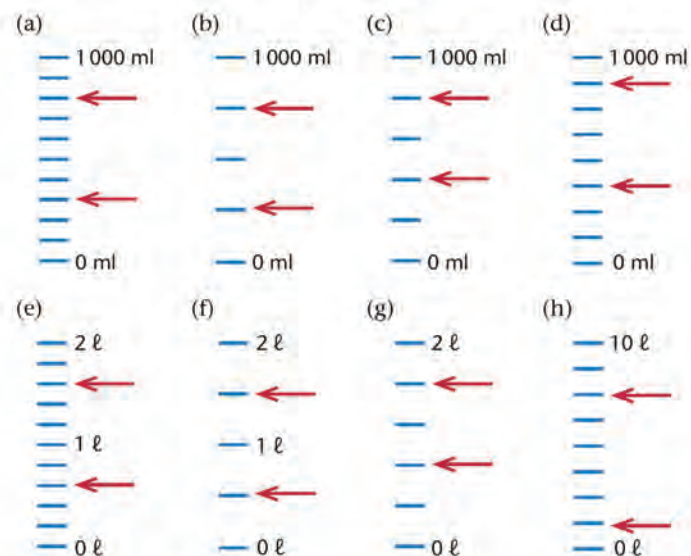 (a) (b) (c) (d)
1 000 ml 1 000 ml 1 000 ml 1 000 ml
0 ml 0 ml 0 ml 0 ml
(e) (f) (g) (h)
2 ℓ 2 ℓ 2 ℓ 10 ℓ
1 ℓ 1 ℓ
0 ℓ 0 ℓ 0 ℓ 0 ℓ